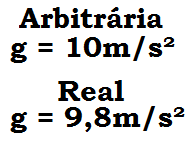 Arbitrária
g = 10m/s²
Real
g = 9,8m/s²